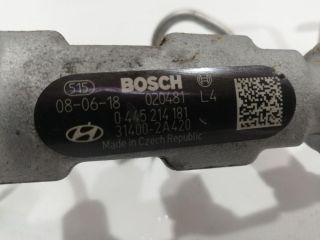 515 BOSCH
08-06-18 020481 L4
0 445 214 181
31400-2A420
Made in Czech Republic